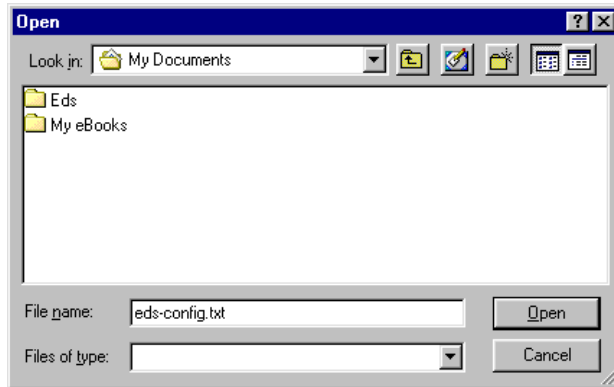 Open
Look in: My Documents
Eds
My eBooks
File name: eds-config.txt Open
Files of type: Cancel